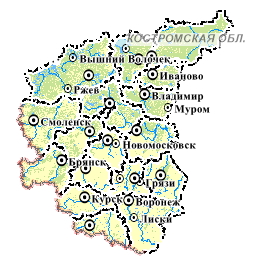 КОСТРОМСКАЯ ОБЛ.
Вышний Волочек
Иваново
Ржев
Владимир
Муром
Смоленск
Новомосковск
Брянск
Грязи
Курск
Воронеж
Лиски